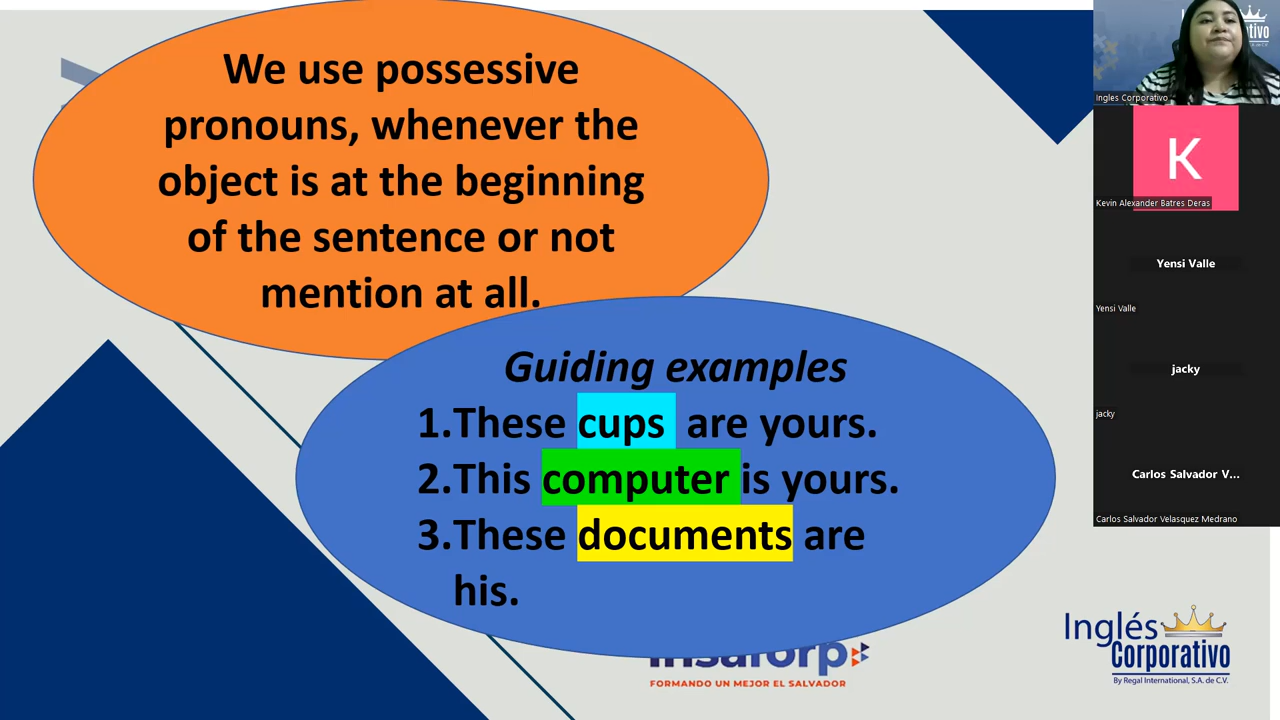 We use possessive
pronouns, whenever the
object is at the beginning
of the sentence or not
mention at all.
Guiding examples
1.These cups are yours.
2.This computer is yours.
3.These documents are
his.
FORMANDO UN MEJOR EL SALVADOR
Inglés
Corporativo
By Regal International, S.A. de C.V.
Ingles Corporativo
K
Kevin Alexander Batres Deras
Yensi Valle
Yensi Valle
jacky
jacky
Carlos Salvador V...
Carlos Salvador Velasquez Medrano